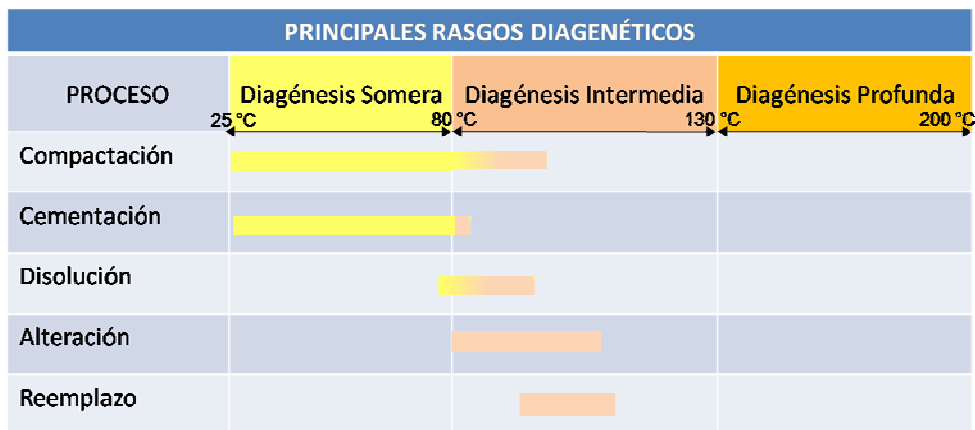 PRINCIPALES RASGOS DIAGENÉTICOS
PROCESO
Diagénesis Somera
Diagénesis Intermedia
Diagénesis Profunda
25 °C
80 °C
130 °C
200 °C
Compactación
Cementación
Disolución
Alteración
Reemplazo